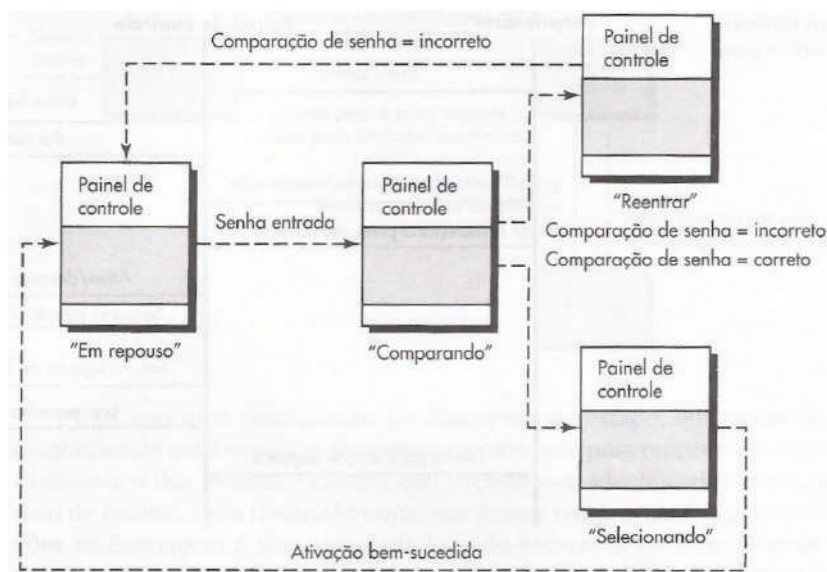 Comparação de senha = incorreto
Painel de
controle
"Reentrar"
Painel de
controle
"Em repouso"
Senha entrada
Painel de
controle
"Comparando"
Comparação de senha = incorreto
Comparação de senha = correto
Painel de
controle
"Selecionando"
Ativação bem-sucedida